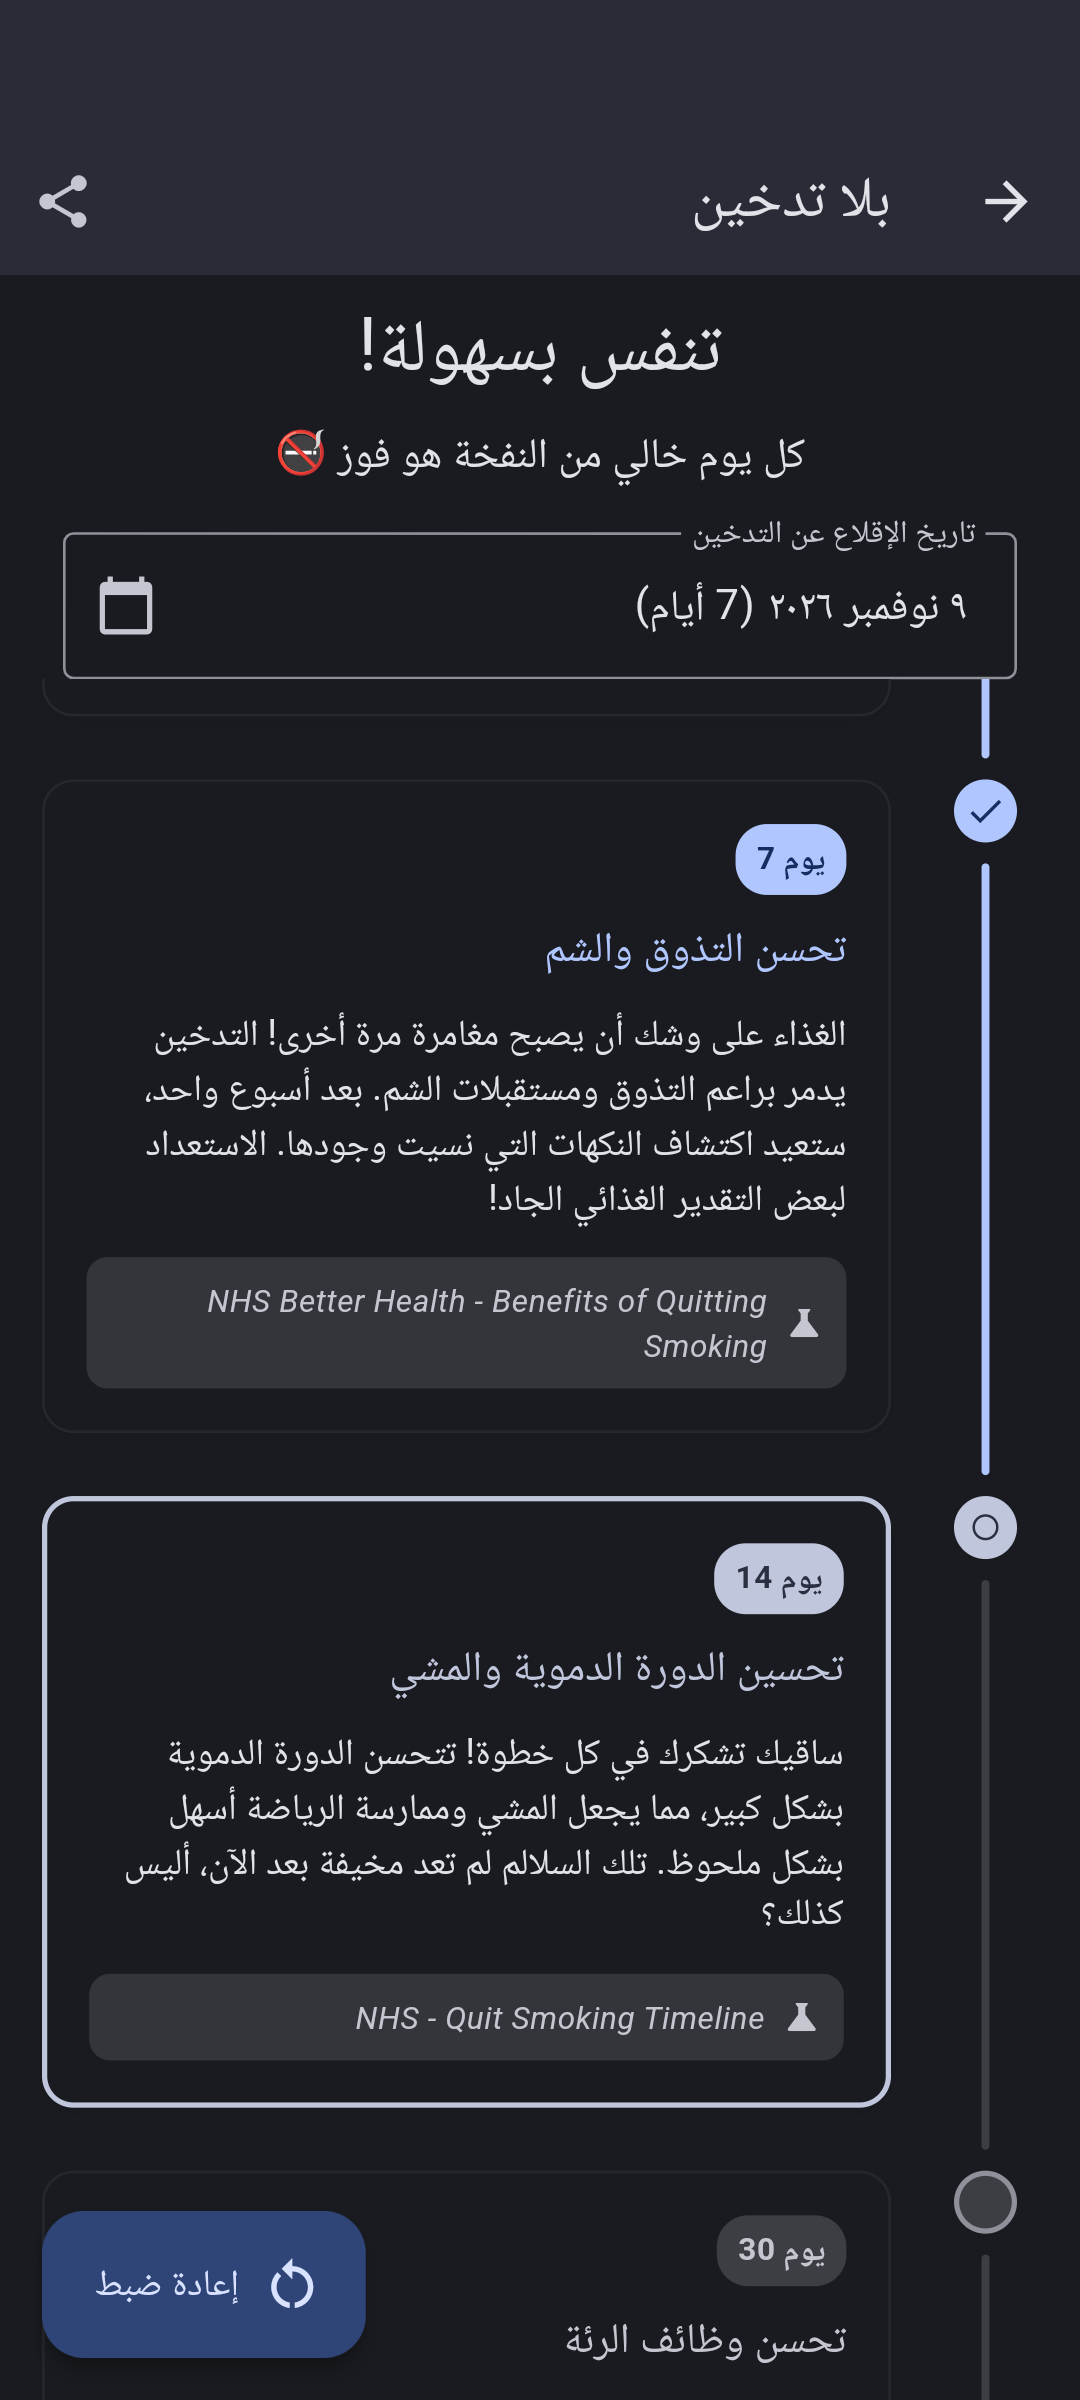 بلا تدخين
تنفس بسهولة!
كل يوم خالي من النفخة هو فوز 🚭
تاريخ الإقلاع عن التدخين
٩ نوفمبر ٢٠٢٦ (7 أيام)
يوم 7
تحسن التذوق والشم
الغذاء على وشك أن يصبح مغامرة مرة أخرى! التدخين
يدمر براعم التذوق ومستقبلات الشم. بعد أسبوع واحد،
ستعيد اكتشاف النكهات التي نسيت وجودها. الاستعداد
لبعض التقدير الغذائي الجاد!
NHS Better Health - Benefits of Quitting
Smoking
يوم 14
تحسين الدورة الدموية والمشي
ساقيك تشكرك في كل خطوة! تتحسن الدورة الدموية
بشكل كبير، مما يجعل المشي وممارسة الرياضة أسهل
بشكل ملحوظ. تلك السلالم لم تعد مخيفة بعد الآن، أليس
كذلك؟
NHS - Quit Smoking Timeline
يوم 30
تحسن وظائف الرئة
إعادة ضبط